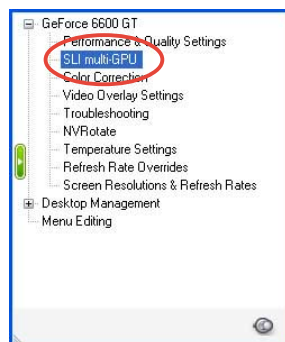 GeForce 6600 GT
Performance & Quality Settings
SLI multi-GPU
Color Correction
Video Overlay Settings
Troubleshooting
NVRotate
Temperature Settings
Refresh Rate Overrides
Screen Resolutions & Refresh Rates
Desktop Management
Menu Editing